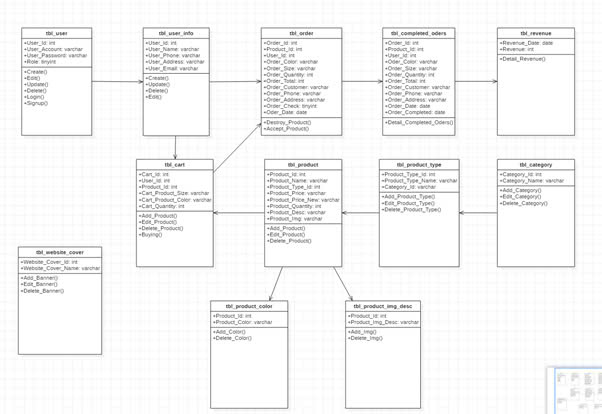 tbl_user
+User_Id: int
+User_Account: varchar
+User_Password: varchar
+Role: tinyint
+Create()
+Edit()
+Update()
+Delete()
+Login()
+Signup()
tbl_user_info
+User_Id: int
+User_Name: varchar
+User_Phone: varchar
+User_Address: varchar
+User_Email: varchar
+Create()
+Update()
+Delete()
+Edit()
tbl_order
+Order_Id: int
+Product_Id: int
+User_Id: int
+Order_Color: varchar
+Order_Size: varchar
+Order_Quantity: int
+Order_Total: int
+Order_Customer: varchar
+Order_Phone: varchar
+Order_Address: varchar
+Order_Check: tinyint
+Oder_Date: date
+Destroy_Product()
+Accept_Product()
tbl_completed_oders
+Order_Id: int
+Product_Id: int
+User_Id: int
+Oder_Color: varchar
+Oder_Size: varchar
+Order_Quantity: int
+Order_Total: int
+Order_Customer: varchar
+Order_Phone: varchar
+Order_Address: varchar
+Order_Date: date
+Order_Completed: date
+Detail_Completed_Oders()
tbl_revenue
+Revenue_Date: date
+Revenue: int
+Detail_Revenue()
tbl_cart
+Cart_Id: int
+User_Id: int
+Product_Id: int
+Cart_Product_Size: varchar
+Cart_Product_Color: varchar
+Cart_Quantity: int
+Add_Product()
+Edit_Product()
+Delete_Product()
+Buying()
tbl_product
+Product_Id: int
+Product_Name: varchar
+Product_Type_Id: int
+Product_Price: varchar
+Product_Price_New: varchar
+Product_Quantity: int
+Product_Desc: varchar
+Product_Img: varchar
+Add_Product()
+Edit_Product()
+Delete_Product()
tbl_product_type
+Product_Type_Id: int
+Product_Type_Name: varchar
+Category_Id: varchar
+Add_Product_Type()
+Edit_Product_Type()
+Delete_Product_Type()
tbl_category
+Category_Id: int
+Category_Name: varchar
+Add_Category()
+Edit_Category()
+Delete_Category()
tbl_website_cover
+Website_Cover_Id: int
+Website_Cover_Name: varchar
+Add_Banner()
+Edit_Banner()
+Delete_Banner()
tbl_product_color
+Product_Id: int
+Product_Color: varchar
+Add_Color()
+Delete_Color()
tbl_product_img_desc
+Product_Id: int
+Product_Img_Desc: varchar
+Add_Img()
+Delete_Img()